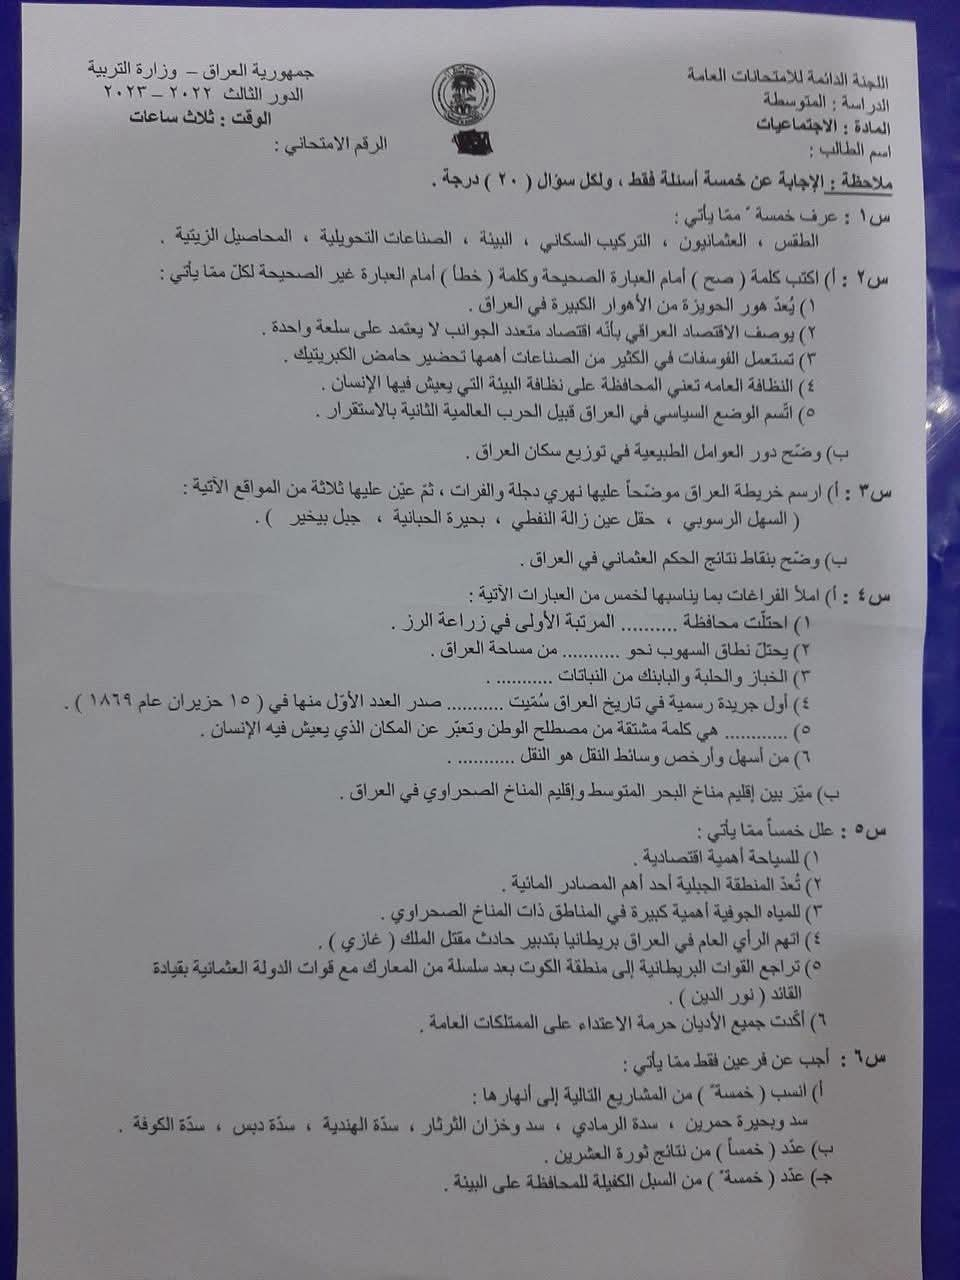 اللجنة الدائمة للامتحانات العامة
الدراسة : المتوسطة
المادة : الاجتماعيات
اسم الطالب :
جمهورية العراق – وزارة التربية
الدور الثالث ٢٠٢٢ – ٢٠٢٣
الوقت : ثلاث ساعات
الرقم الامتحاني :
ملاحظة : الإجابة عن خمسة أسئلة فقط ، ولكل سؤال ( ٢٠ ) درجة .
س١ : عرف خمسة ً ممّا يأتي :
الطقس ، العثمانيون ، التركيب السكاني ، البيئة ، الصناعات التحويلية ، المحاصيل الزيتية .
س٢ : أ) اكتب كلمة ( صح ) أمام العبارة الصحيحة وكلمة ( خطأ ) أمام العبارة غير الصحيحة لكلّ ممّا يأتي :
١) يُعدّ هور الحويزة من الأهوار الكبيرة في العراق .
٢) يوصف الاقتصاد العراقي بأنّه اقتصاد متعدد الجوانب لا يعتمد على سلعة واحدة .
٣) تستعمل الفوسفات في الكثير من الصناعات أهمها تحضير حامض الكبريتيك .
٤) النظافة العامه تعني المحافظة على نظافة البيئة التي يعيش فيها الإنسان .
٥) اتّسم الوضع السياسي في العراق قبيل الحرب العالمية الثانية بالاستقرار .
ب) وضّح دور العوامل الطبيعية في توزيع سكان العراق .
س٣ : أ) ارسم خريطة العراق موضّحاً عليها نهري دجلة والفرات ، ثمّ عيّن عليها ثلاثة من المواقع الآتية :
( السهل الرسوبي ، حقل عين زالة النفطي ، بحيرة الحبانية ، جبل بيخير ) .
ب) وضّح بنقاط نتائج الحكم العثماني في العراق .
س٤ : أ) املأ الفراغات بما يناسبها لخمس من العبارات الآتية :
١) احتلّت محافظة .......... المرتبة الأولى في زراعة الرز .
٢) يحتلّ نطاق السهوب نحو ........... من مساحة العراق .
٣) الخباز والحلبة والبابنك من النباتات ........... .
٤) أول جريدة رسمية في تاريخ العراق سُمّيت ........... صدر العدد الأوّل منها في ( ١٥ حزيران عام ١٨٦٩ ) .
٥) ............ هي كلمة مشتقة من مصطلح الوطن وتعبّر عن المكان الذي يعيش فيه الإنسان .
٦) من أسهل وأرخص وسائط النقل هو النقل ........... .
ب) ميّز بين إقليم مناخ البحر المتوسط وإقليم المناخ الصحراوي في العراق .
س٥ : علل خمساً ممّا يأتي :
١) للسياحة أهمية اقتصادية .
٢) تُعدّ المنطقة الجبلية أحد أهم المصادر المائية .
٣) للمياه الجوفية أهمية كبيرة في المناطق ذات المناخ الصحراوي .
٤) اتهم الرأي العام في العراق بريطانيا بتدبير حادث مقتل الملك ( غازي ) .
٥) تراجع القوات البريطانية إلى منطقة الكوت بعد سلسلة من المعارك مع قوات الدولة العثمانية بقيادة
القائد ( نور الدين ) .
٦) أكّدت جميع الأديان حرمة الاعتداء على الممتلكات العامة .
س٦ : أجب عن فرعين فقط ممّا يأتي :
أ) انسب ( خمسة ً ) من المشاريع التالية إلى أنهارها :
سد وبحيرة حمرين ، سدة الرمادي ، سد وخزان الثرثار ، سدّة الهندية ، سدّة دبس ، سدّة الكوفة .
ب) عدّد ( خمساً ) من نتائج ثورة العشرين .
جـ) عدّد ( خمسة ً ) من السبل الكفيلة للمحافظة على البيئة .